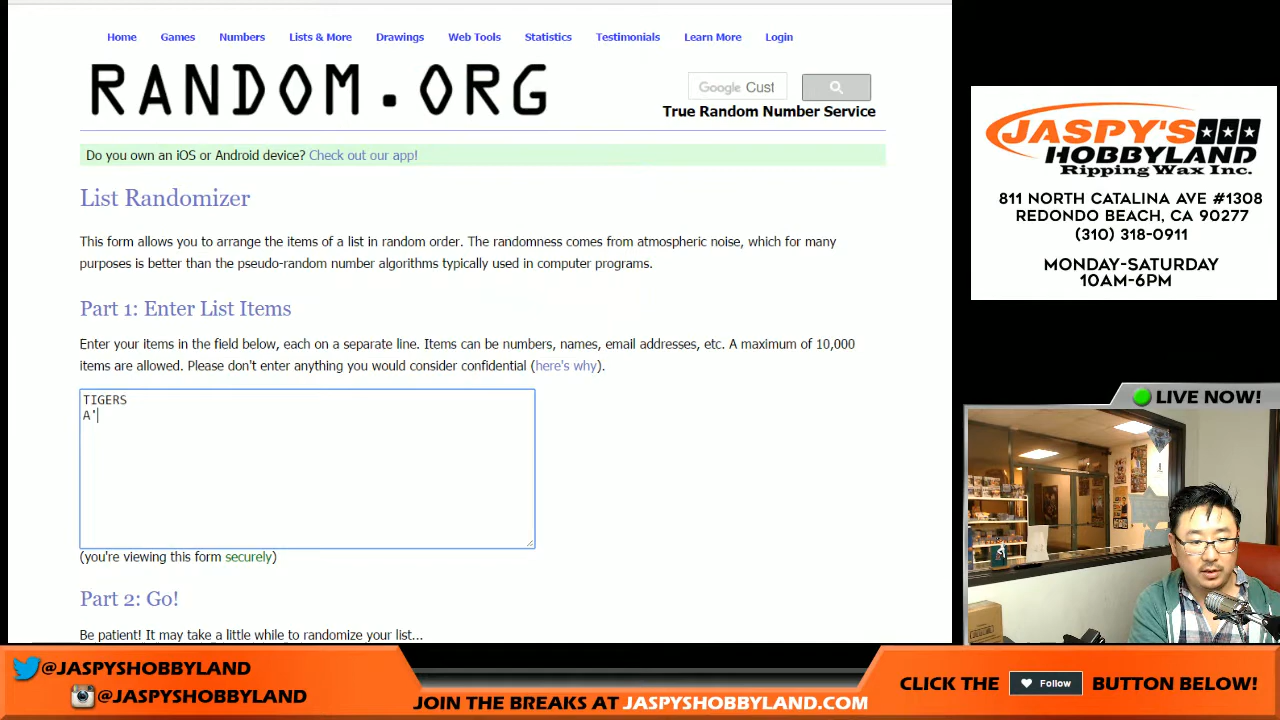 Home Games Numbers Lists & More Drawings Web Tools Statistics Testimonials Learn More Login
RANDOM.ORG
Google Cust
True Random Number Service
Do you own an iOS or Android device? Check out our app!
List Randomizer
This form allows you to arrange the items of a list in random order. The randomness comes from atmospheric noise, which for many
purposes is better than the pseudo-random number algorithms typically used in computer programs.
Part 1: Enter List Items
Enter your items in the field below, each on a separate line. Items can be numbers, names, email addresses, etc. A maximum of 10,000
items are allowed. Please don't enter anything you would consider confidential (here's why).
TIGERS
A'
(you're viewing this form securely)
Part 2: Go!
Be patient! It may take a little while to randomize your list...
JASPY'S
HOBBYLAND
Ripping Wax Inc.
811 NORTH CATALINA AVE #1308
REDONDO BEACH, CA 90277
(310) 318-0911
MONDAY-SATURDAY
10AM-6PM
LIVE NOW!
@JASPYSHOBBYLAND
@JASPYSHOBBYLAND
JOIN THE BREAKS AT JASPYSHOBBYLAND.COM
CLICK THE Follow BUTTON BELOW!